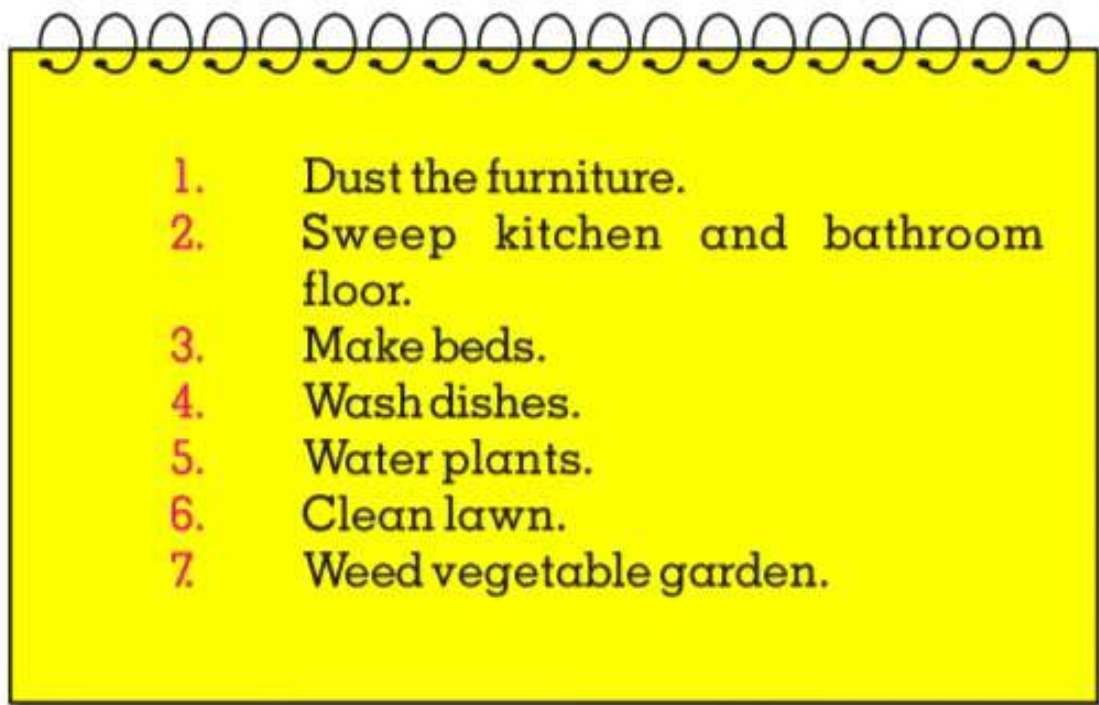 1. Dust the furniture.
2. Sweep kitchen and bathroom
floor.
3. Make beds.
4. Wash dishes.
5. Water plants.
6. Clean lawn.
7. Weed vegetable garden.